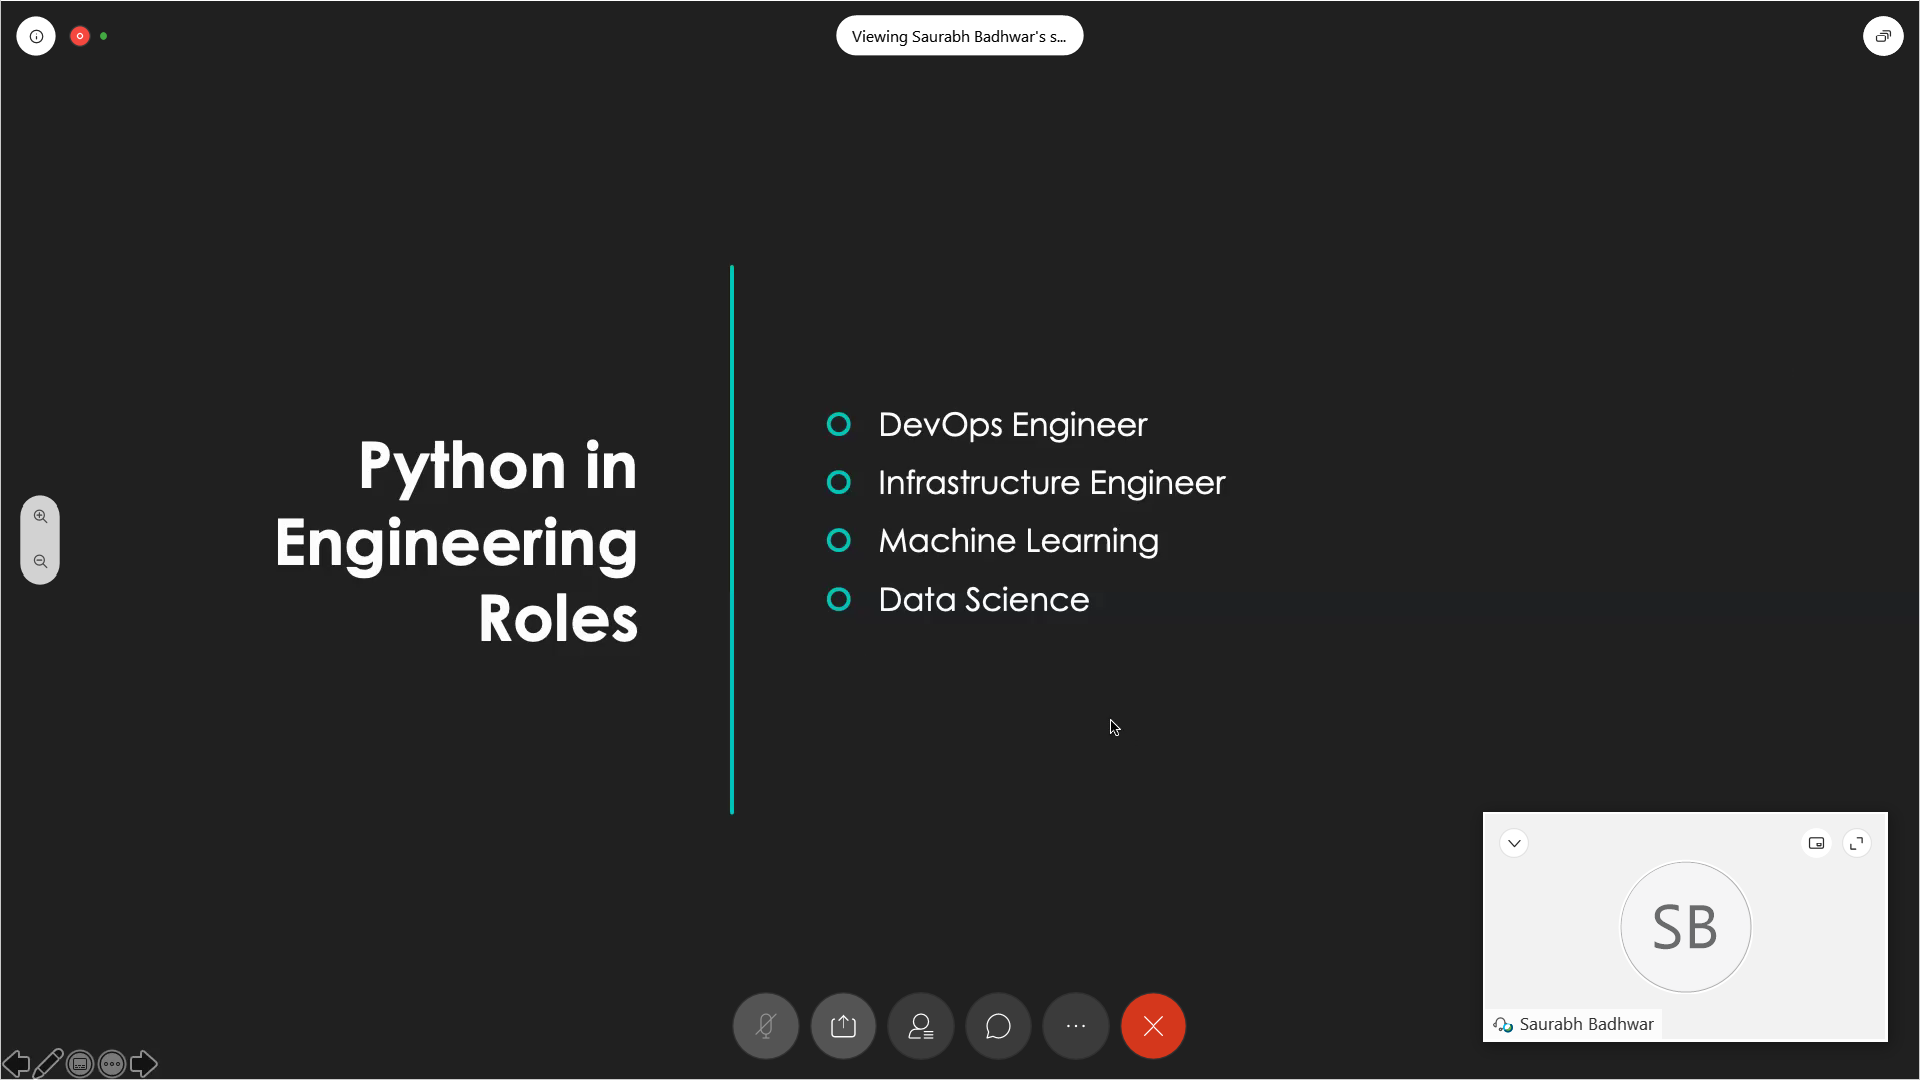 Viewing Saurabh Badhwar's s...
Python in
Engineering
Roles
DevOps Engineer
Infrastructure Engineer
Machine Learning
Data Science
SB
Saurabh Badhwar